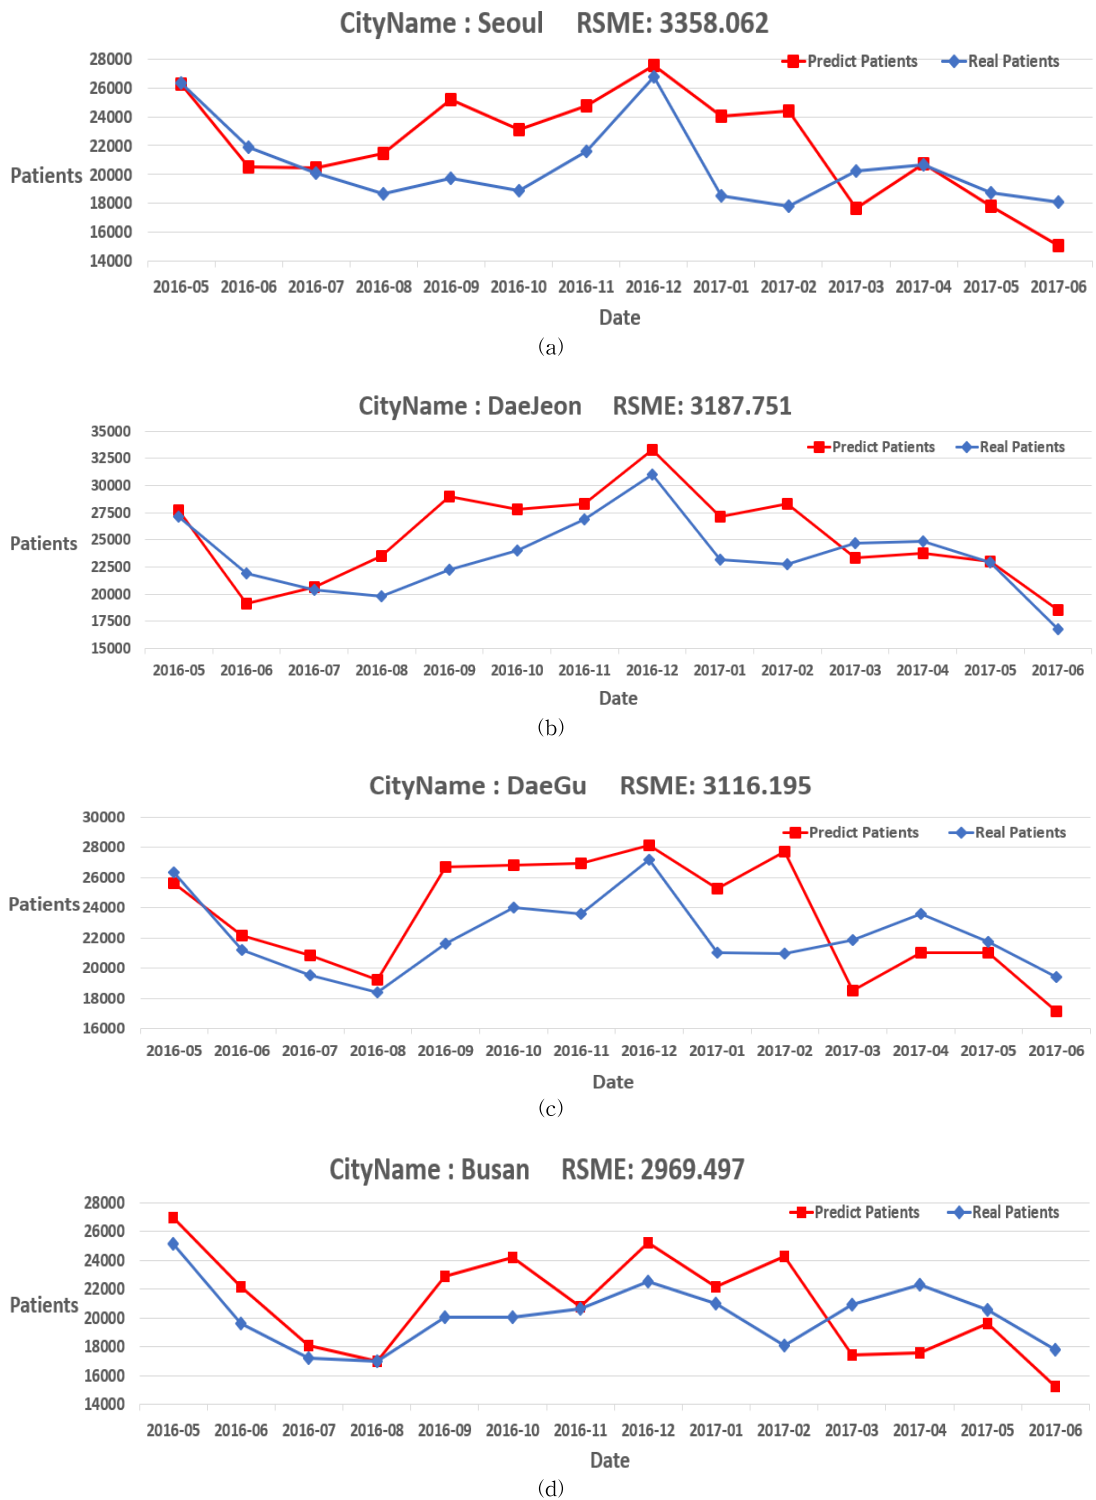 CityName : Seoul RSME: 3358.062
Predict Patients Real Patients
28000
26000
24000
22000
20000
18000
16000
14000
Patients
2016-05 2016-06 2016-07 2016-08 2016-09 2016-10 2016-11 2016-12 2017-01 2017-02 2017-03 2017-04 2017-05 2017-06
Date
(a)
CityName : DaeJeon RSME: 3187.751
Predict Patients Real Patients
35000
32500
30000
27500
25000
22500
20000
17500
15000
Patients
2016-05 2016-06 2016-07 2016-08 2016-09 2016-10 2016-11 2016-12 2017-01 2017-02 2017-03 2017-04 2017-05 2017-06
Date
(b)
CityName : DaeGu RSME: 3116.195
Predict Patients Real Patients
30000
28000
26000
24000
22000
20000
18000
16000
Patients
2016-05 2016-06 2016-07 2016-08 2016-09 2016-10 2016-11 2016-12 2017-01 2017-02 2017-03 2017-04 2017-05 2017-06
Date
(c)
CityName : Busan RSME: 2969.497
Predict Patients Real Patients
28000
26000
24000
22000
20000
18000
16000
14000
Patients
2016-05 2016-06 2016-07 2016-08 2016-09 2016-10 2016-11 2016-12 2017-01 2017-02 2017-03 2017-04 2017-05 2017-06
Date
(d)